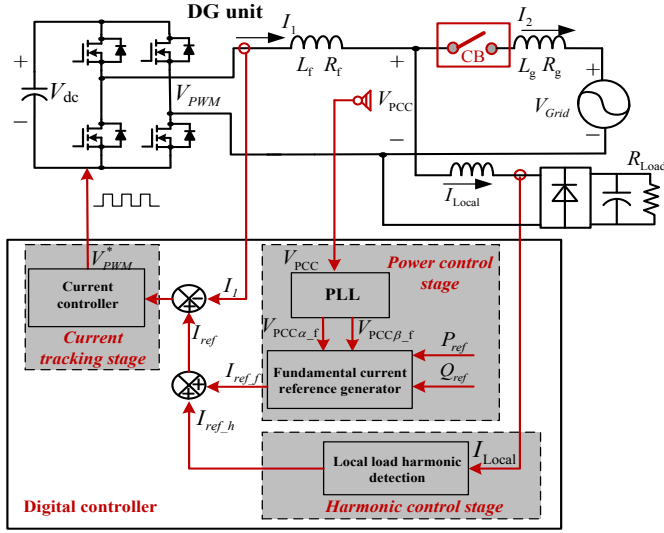 DG unit
I_1
I_2
L_f R_f
CB
L_g R_g
+
+
+
V_dc
V_PWM
V_PCC
V_Grid
−
−
−
I_Local
R_Load
V*_PWM
Current
controller
Current
tracking stage
I_1
−
I_ref
+
+
I_ref_f
I_ref_h
V_PCC
Power control
stage
PLL
V_PCCα_f
V_PCCβ_f
P_ref
Q_ref
Fundamental current
reference generator
I_Local
Local load harmonic
detection
Harmonic control stage
Digital controller